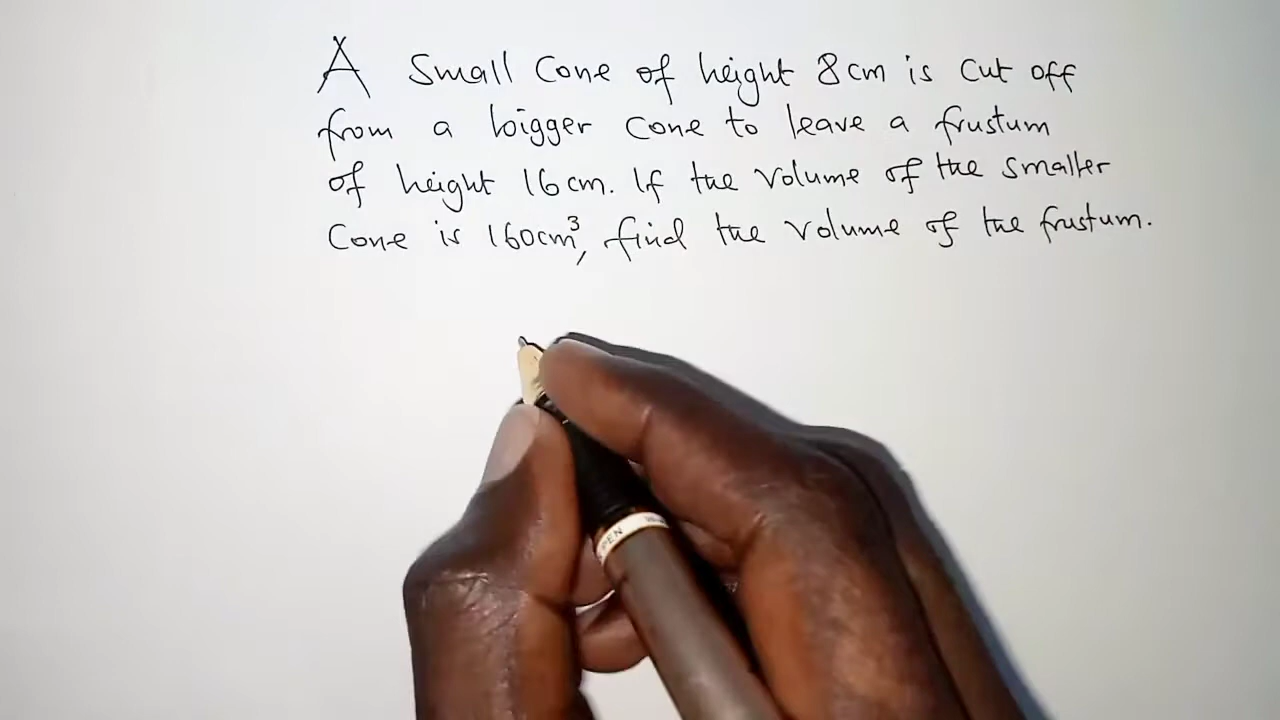 A Small Cone of height 8cm is cut off
from a bigger cone to leave a frustum
of height 16cm. If the volume of the smaller
Cone is 160cm³, find the volume of the frustum.
PEN